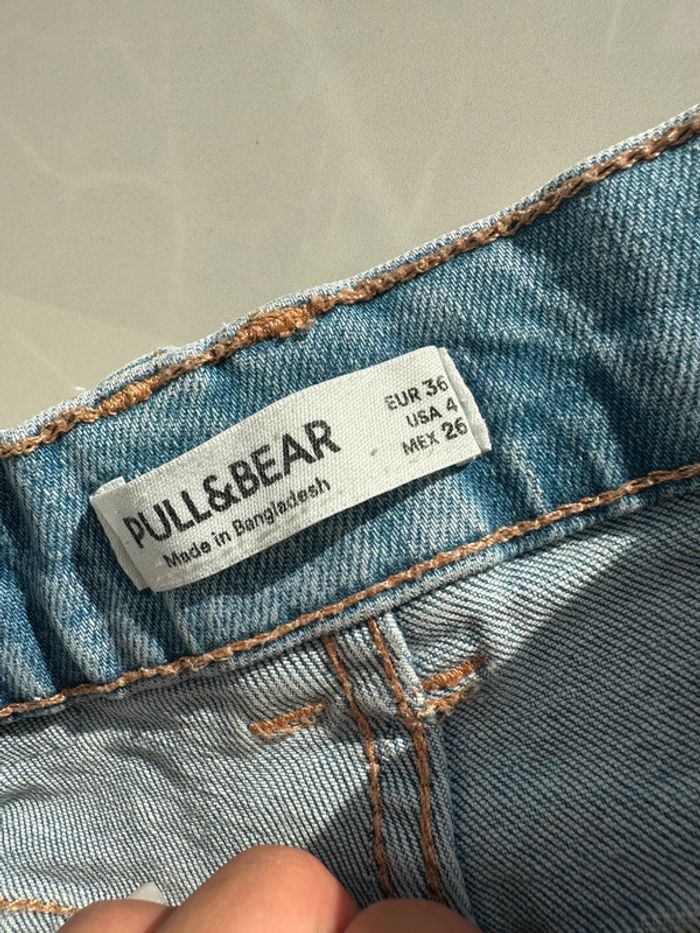 PULL&BEAR
Made in Bangladesh
EUR 36
USA 4
MEX 26